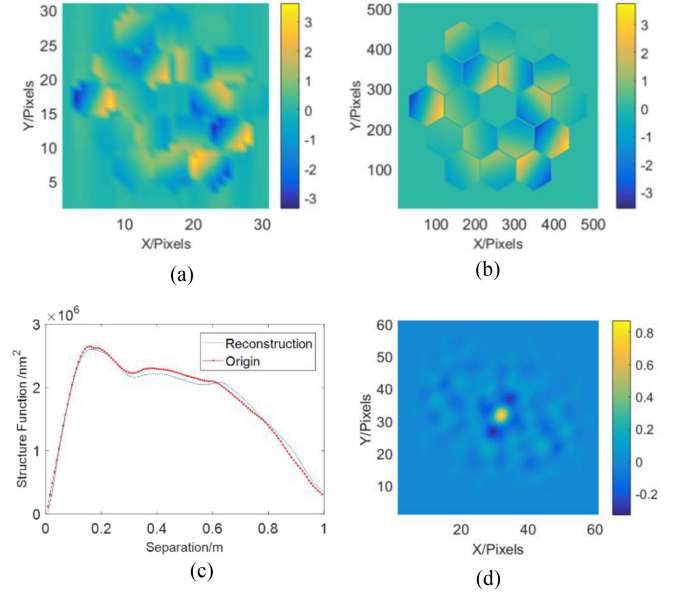 30
25
20
15
10
5
Y/Pixels
10 20 30
X/Pixels
3
2
1
0
-1
-2
-3
(a)
500
400
300
200
100
Y/Pixels
100 200 300 400 500
X/Pixels
3
2
1
0
-1
-2
-3
(b)
×10⁶
3
2
1
0
Structure Function /nm²
Reconstruction
Origin
0 0.2 0.4 0.6 0.8 1
Separation/m
(c)
60
50
40
30
20
10
Y/Pixels
20 40 60
X/Pixels
0.8
0.6
0.4
0.2
0
-0.2
(d)